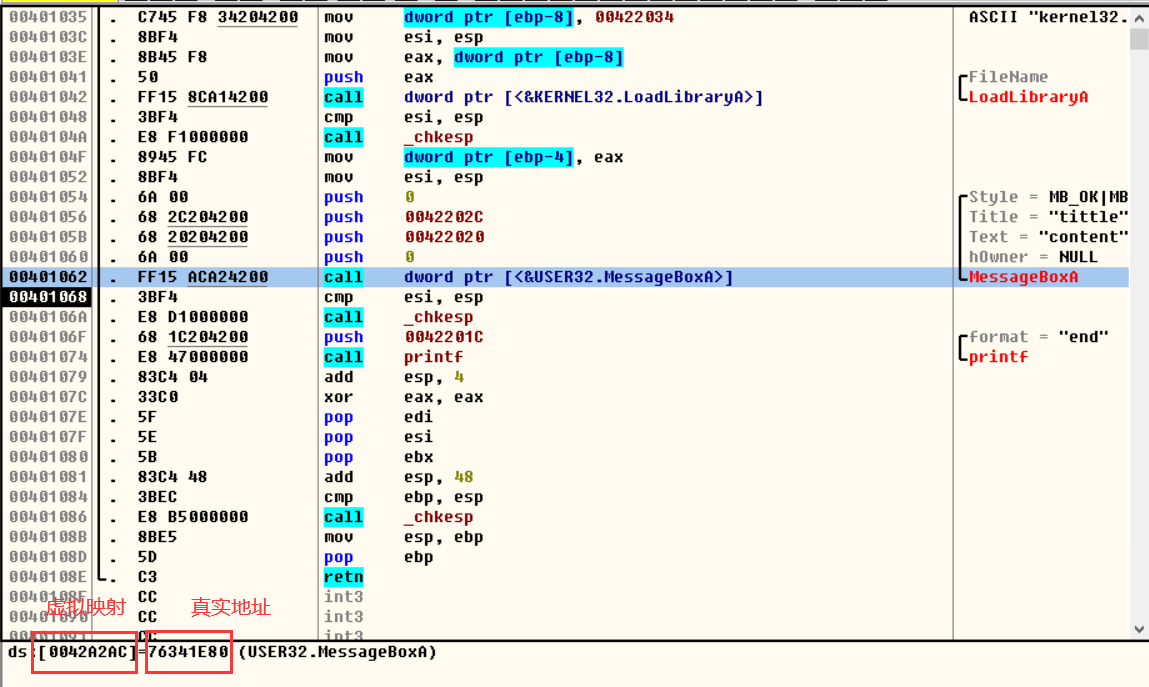 00401035 . C745 F8 34204200 mov dword ptr [ebp-8], 00422034 ASCII "kernel32.
0040103C . 8BF4 mov esi, esp
0040103E . 8B45 F8 mov eax, dword ptr [ebp-8]
00401041 . 50 push eax FileName
00401042 . FF15 8CA14200 call dword ptr [<&KERNEL32.LoadLibraryA>] LoadLibraryA
00401048 . 3BF4 cmp esi, esp
0040104A . E8 F1000000 call _chkesp
0040104F . 8945 FC mov dword ptr [ebp-4], eax
00401052 . 8BF4 mov esi, esp
00401054 . 6A 00 push 0 Style = MB_OK|MB
00401056 . 68 2C204200 push 0042202C Title = "tittle"
0040105B . 68 20204200 push 00422020 Text = "content"
00401060 . 6A 00 push 0 hOwner = NULL
00401062 . FF15 ACA24200 call dword ptr [<&USER32.MessageBoxA>] MessageBoxA
00401068 . 3BF4 cmp esi, esp
0040106A . E8 D1000000 call _chkesp
0040106F . 68 1C204200 push 0042201C format = "end"
00401074 . E8 47000000 call printf printf
00401079 . 83C4 04 add esp, 4
0040107C . 33C0 xor eax, eax
0040107E . 5F pop edi
0040107F . 5E pop esi
00401080 . 5B pop ebx
00401081 . 83C4 48 add esp, 48
00401084 . 3BEC cmp ebp, esp
00401086 . E8 B5000000 call _chkesp
0040108B . 8BE5 mov esp, ebp
0040108D . 5D pop ebp
0040108E . C3 retn
0040108F CC int3
虚拟映射 真实地址
00401090 CC int3
00401091 CC int3
ds:[0042A2AC]=76341E80 (USER32.MessageBoxA)